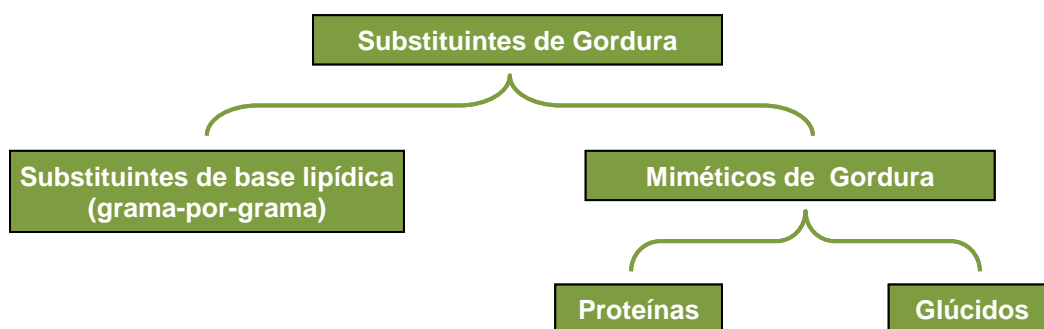 Substituintes de Gordura
Substituintes de base lipídica
(grama-por-grama)
Miméticos de Gordura
Proteínas
Glúcidos